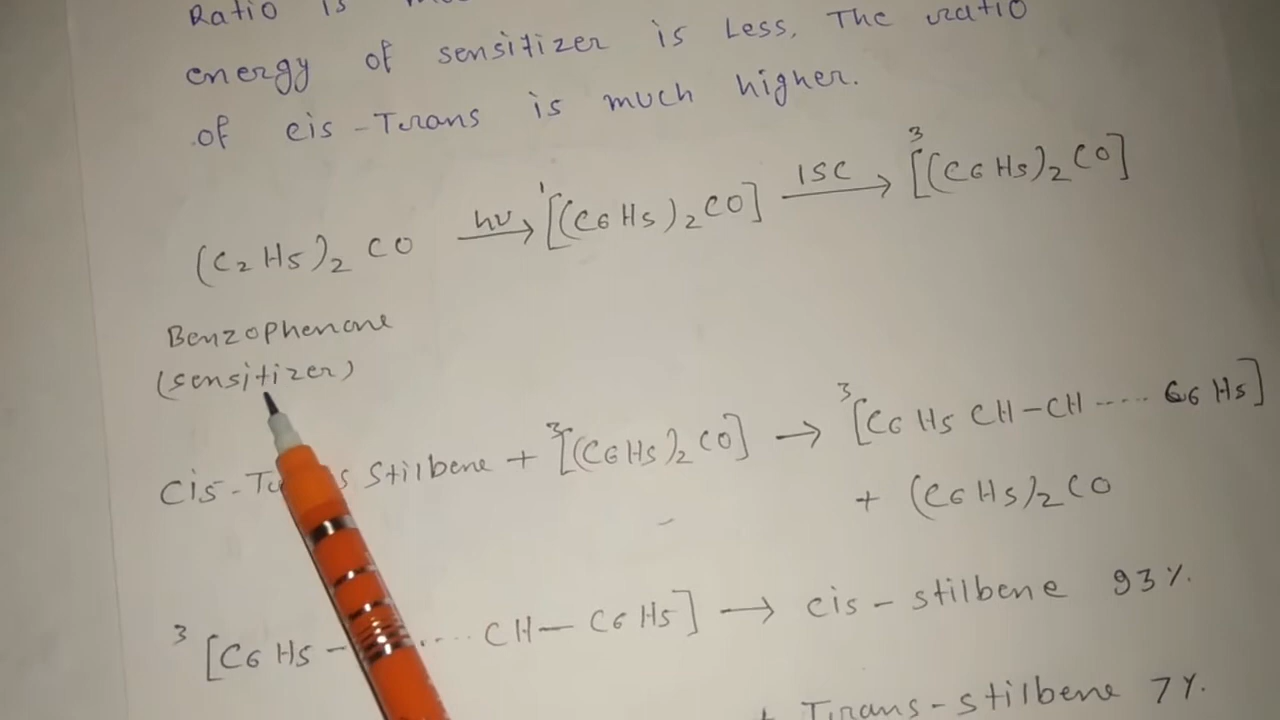 Ratio is
energy of sensitizer is Less. The ratio
of cis-Trans is much higher.
(C2H5)2 CO hν→ 1[(C6H5)2CO] ISC→ 3[(C6H5)2CO]
Benzophenone
(sensitizer)
Cis- Stilbene + 3[(C6H5)2CO] → 3[C6H5 CH-CH ---- C6H5]
+ (C6H5)2CO
3[C6H5 - .... CH-C6H5] → cis-stilbene 93%.
+ Trans-stilbene 7%.